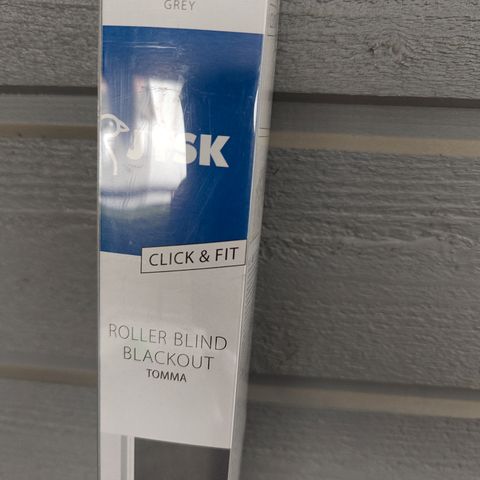 GREY
JYSK
CLICK & FIT
ROLLER BLIND
BLACKOUT
TOMMA